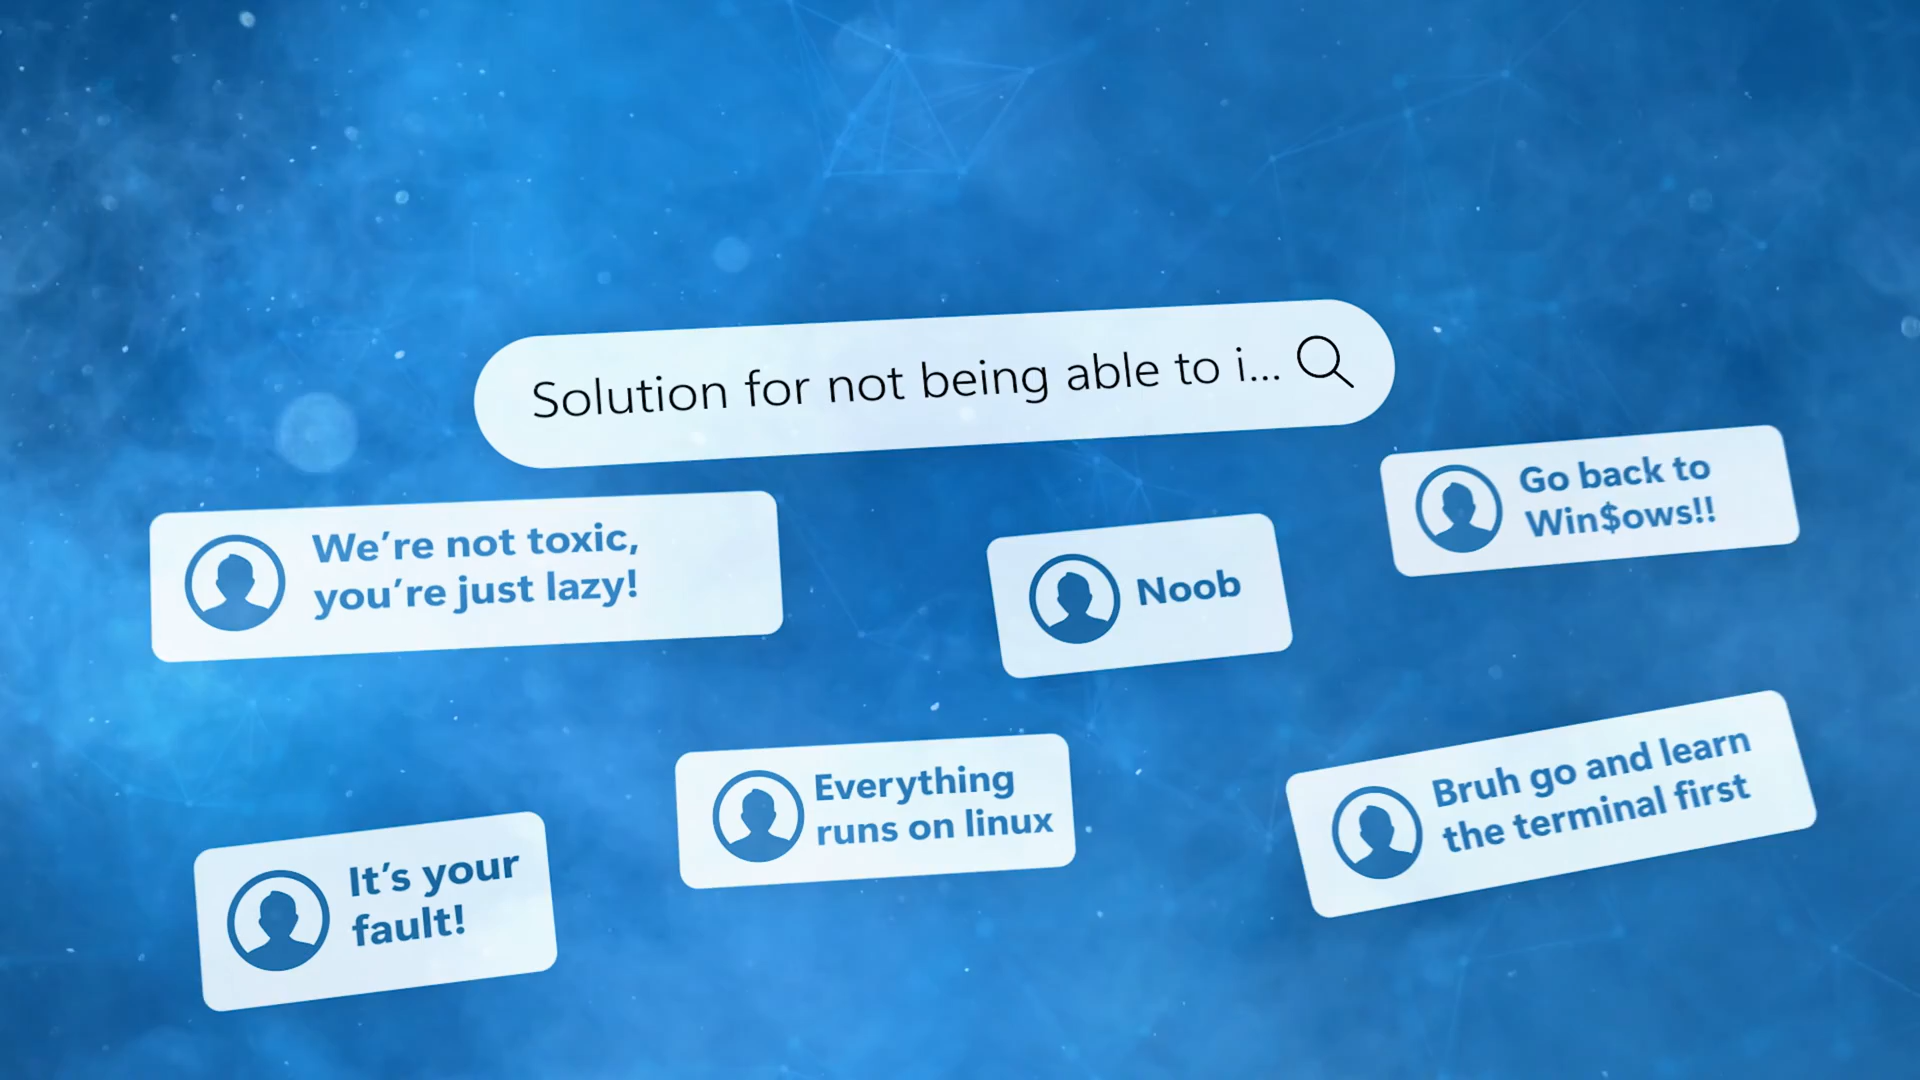 Solution for not being able to i...
We're not toxic,
you're just lazy!
Noob
Go back to
Win$ows!!
It's your
fault!
Everything
runs on linux
Bruh go and learn
the terminal first